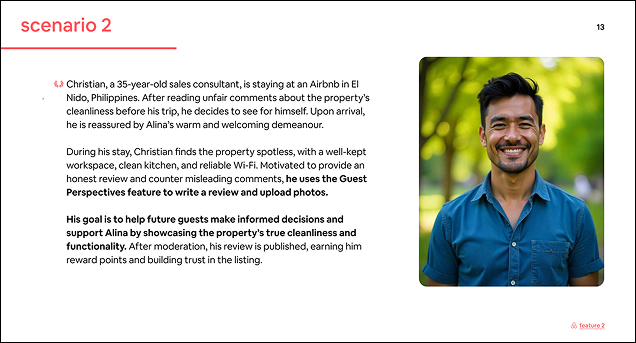 scenario 2
13
Christian, a 35-year-old sales consultant, is staying at an Airbnb in El
Nido, Philippines. After reading unfair comments about the property's
cleanliness before his trip, he decides to see for himself. Upon arrival,
he is reassured by Alina's warm and welcoming demeanour.
During his stay, Christian finds the property spotless, with a well-kept
workspace, clean kitchen, and reliable Wi-Fi. Motivated to provide an
honest review and counter misleading comments, he uses the Guest
Perspectives feature to write a review and upload photos.
His goal is to help future guests make informed decisions and
support Alina by showcasing the property's true cleanliness and
functionality. After moderation, his review is published, earning him
reward points and building trust in the listing.
feature 2